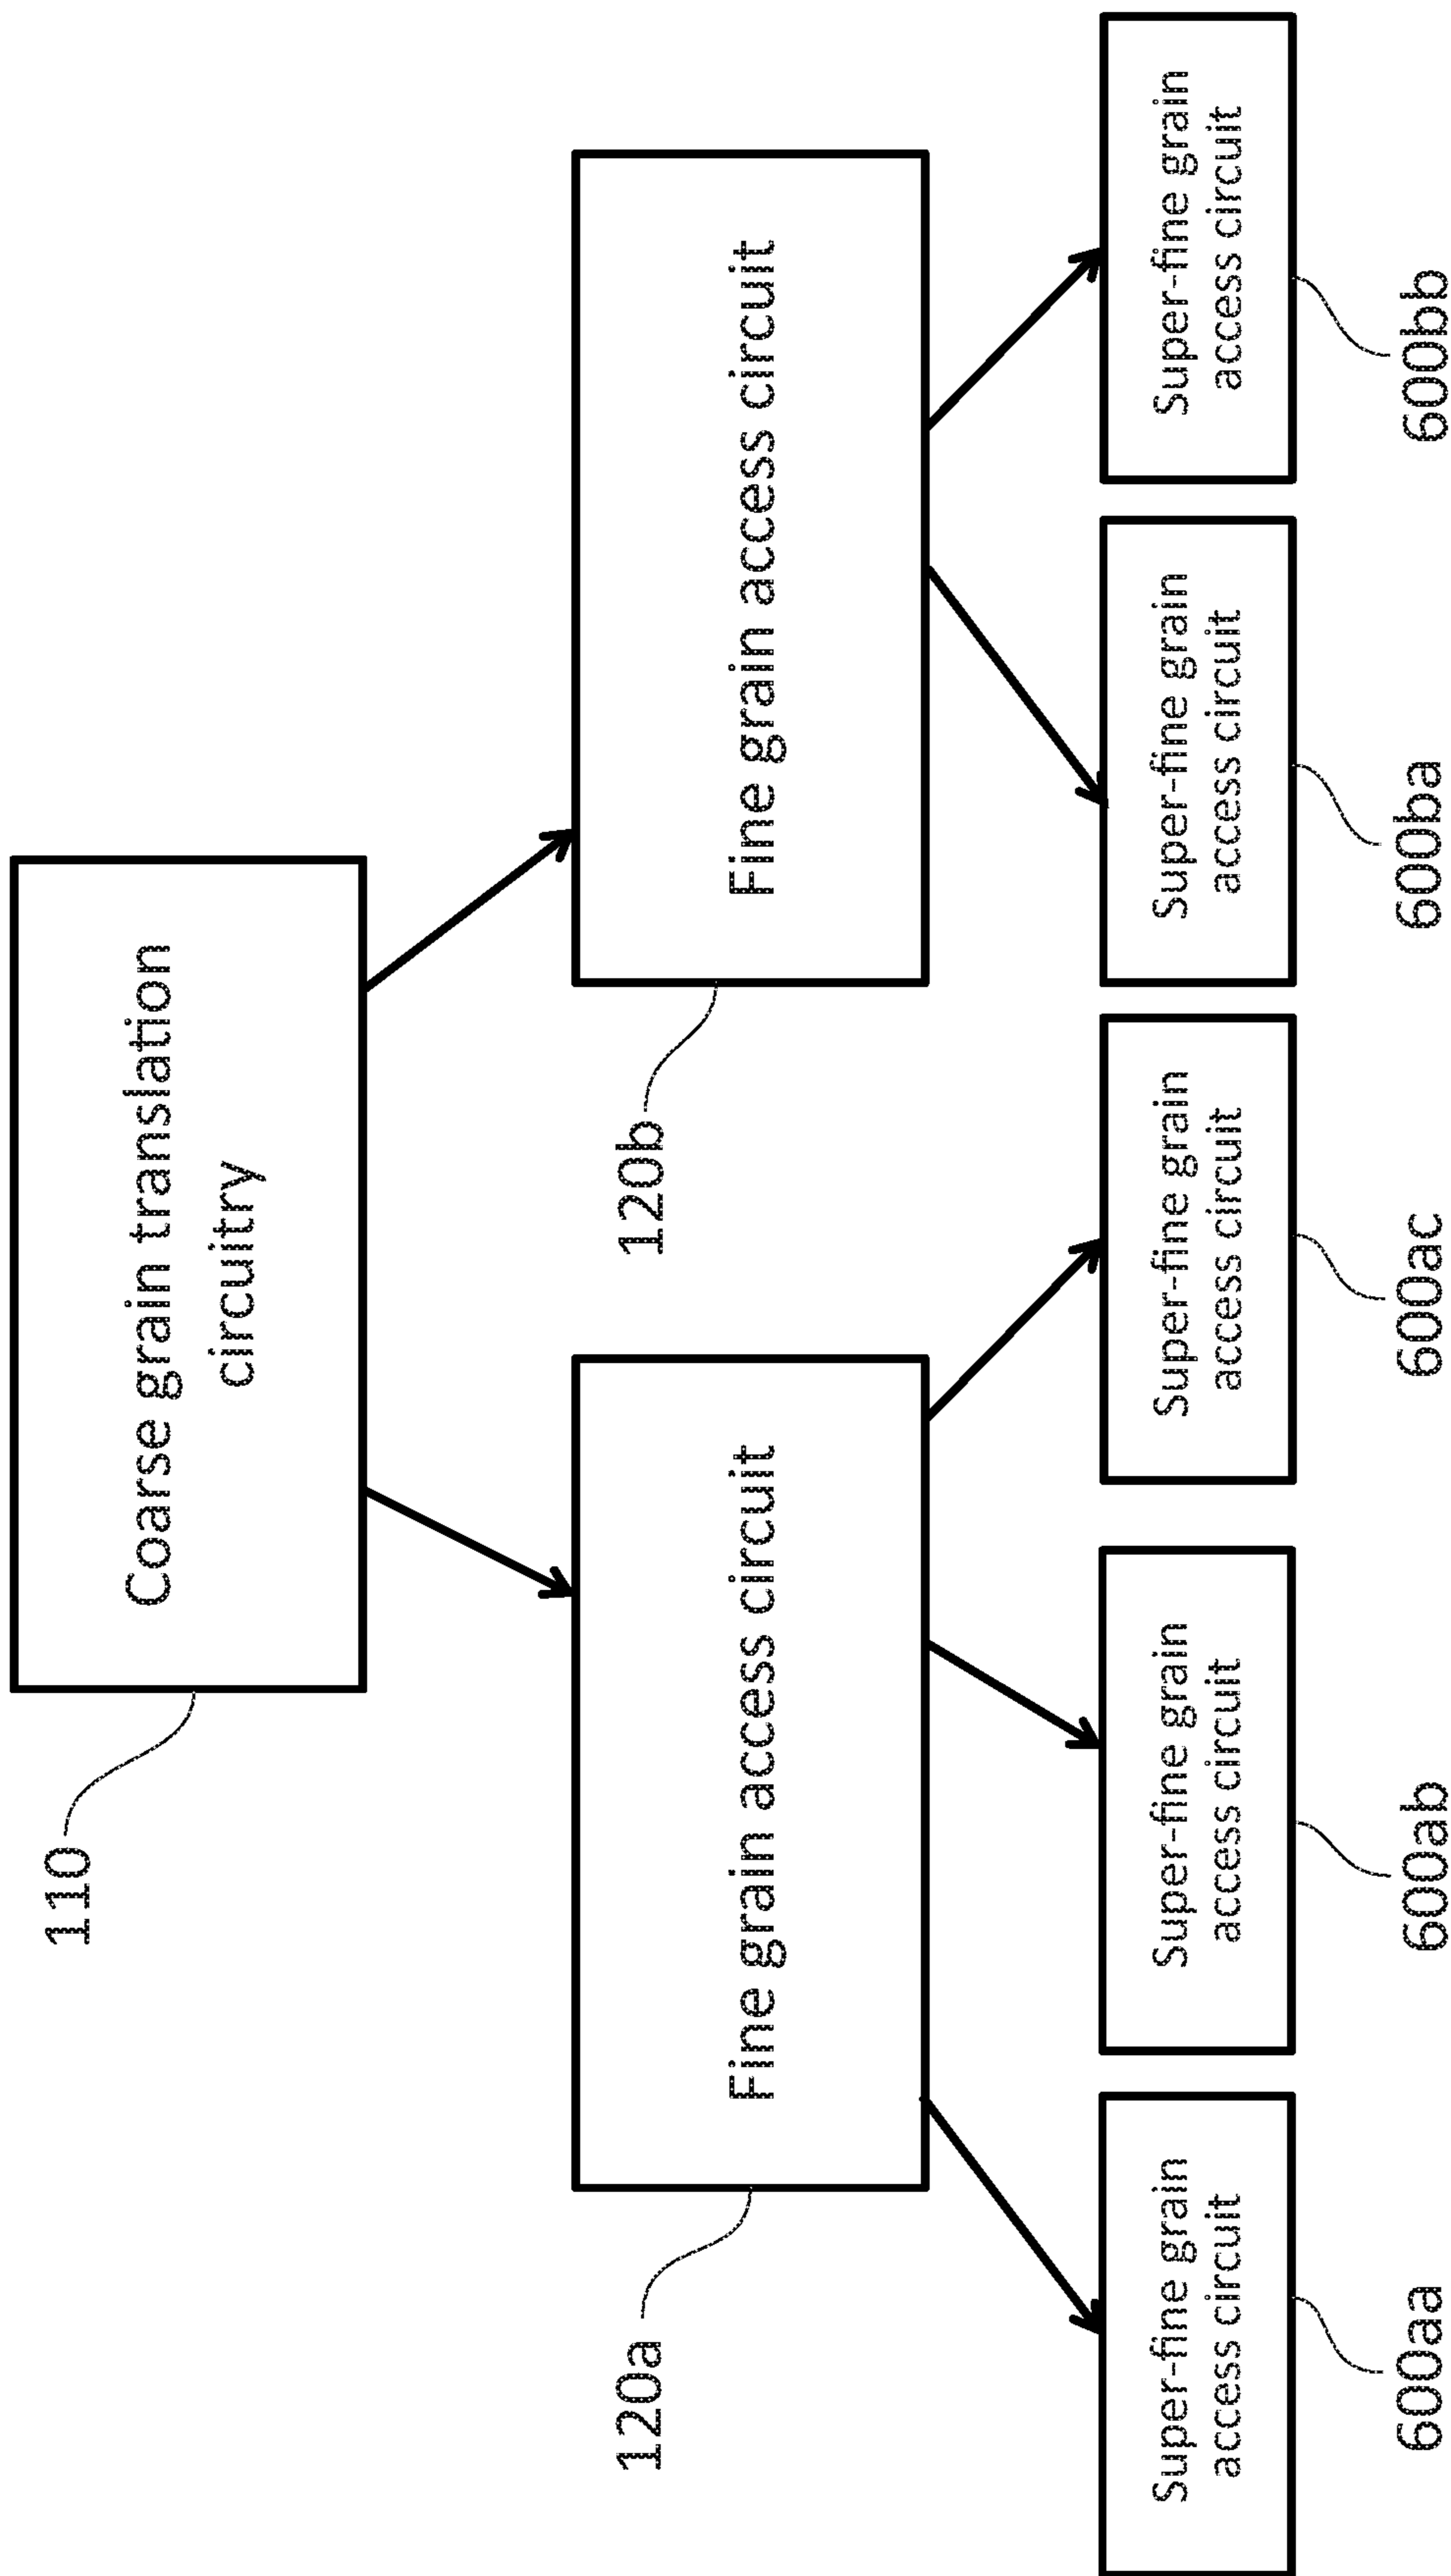 Coarse grain translation
circuitry
110
Fine grain access circuit
120a
Fine grain access circuit
120b
Super-fine grain
access circuit
600aa
Super-fine grain
access circuit
600ab
Super-fine grain
access circuit
600ac
Super-fine grain
access circuit
600ba
Super-fine grain
access circuit
600bb